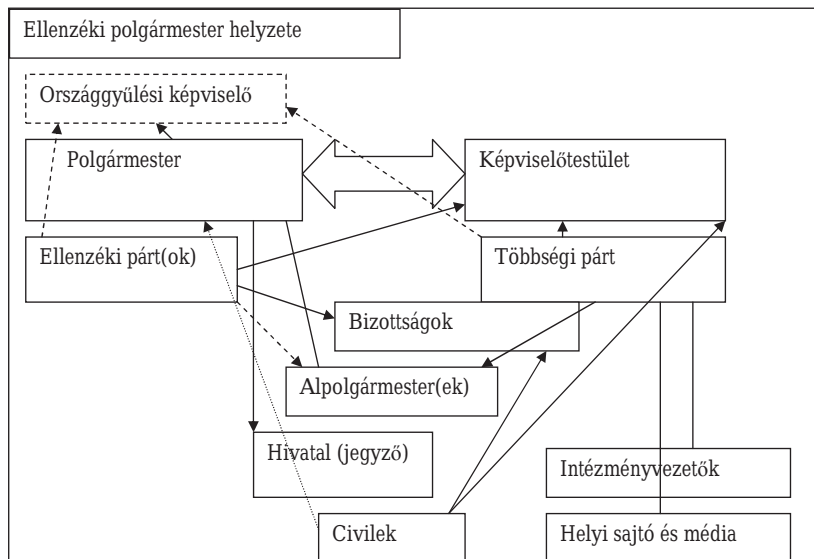 Ellenzéki polgármester helyzete
Országgyűlési képviselő
Polgármester
Képviselőtestület
Ellenzéki párt(ok)
Többségi párt
Bizottságok
Alpolgármester(ek)
Hivatal (jegyző)
Intézményvezetők
Civilek
Helyi sajtó és média